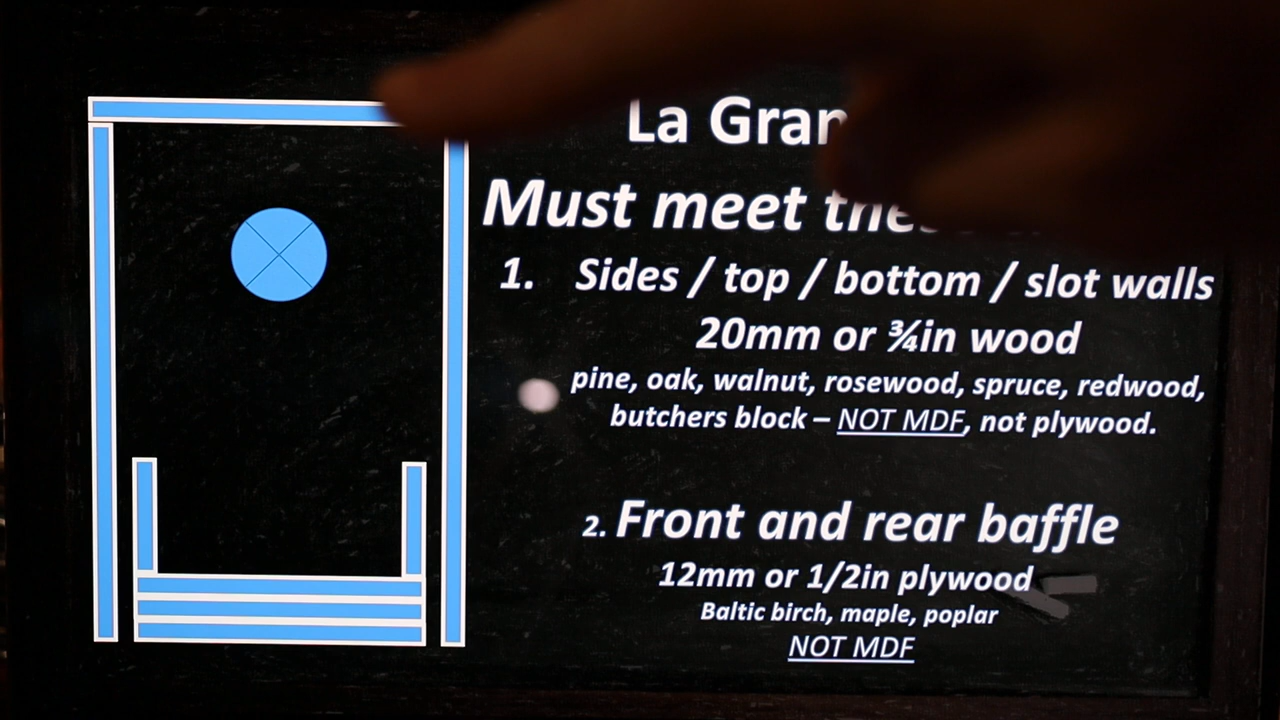 La Gran
Must meet these
1. Sides / top / bottom / slot walls
20mm or ¾in wood
pine, oak, walnut, rosewood, spruce, redwood,
butchers block – NOT MDF, not plywood.
2. Front and rear baffle
12mm or 1/2in plywood
Baltic birch, maple, poplar
NOT MDF